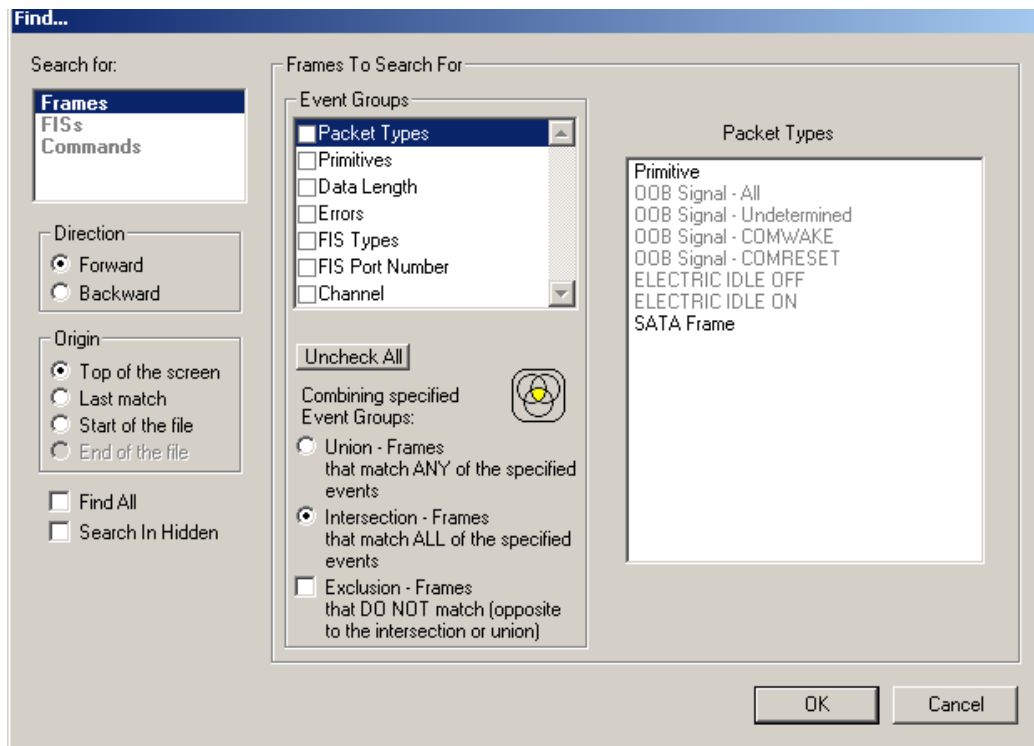 Find...
Search for:
Frames
FISs
Commands
Direction
Forward
Backward
Origin
Top of the screen
Last match
Start of the file
End of the file
Find All
Search In Hidden
Frames To Search For
Event Groups
Packet Types
Primitives
Data Length
Errors
FIS Types
FIS Port Number
Channel
Uncheck All
Combining specified
Event Groups:
Union - Frames
that match ANY of the specified
events
Intersection - Frames
that match ALL of the specified
events
Exclusion - Frames
that DO NOT match (opposite
to the intersection or union)
Packet Types
Primitive
OOB Signal - All
OOB Signal - Undetermined
OOB Signal - COMWAKE
OOB Signal - COMRESET
ELECTRIC IDLE OFF
ELECTRIC IDLE ON
SATA Frame
OK
Cancel